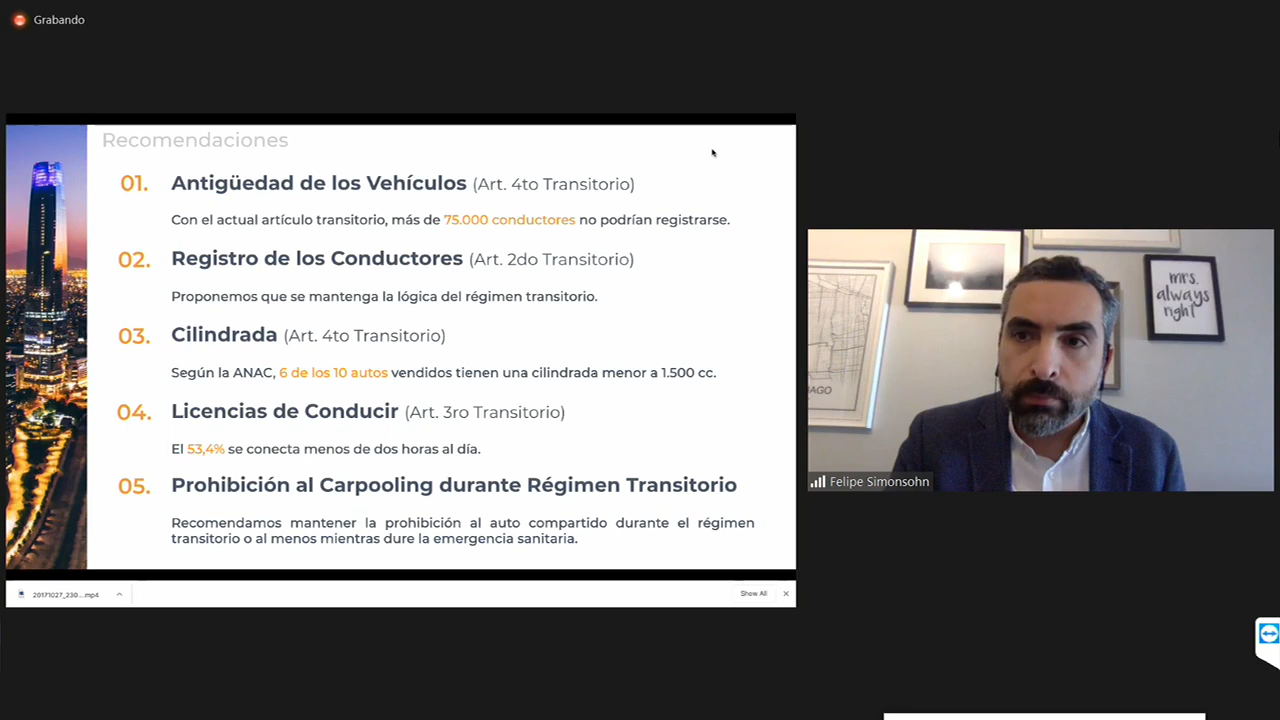 Grabando
Recomendaciones
01. Antigüedad de los Vehículos (Art. 4to Transitorio)
Con el actual artículo transitorio, más de 75.000 conductores no podrían registrarse.
02. Registro de los Conductores (Art. 2do Transitorio)
Proponemos que se mantenga la lógica del régimen transitorio.
03. Cilindrada (Art. 4to Transitorio)
Según la ANAC, 6 de los 10 autos vendidos tienen una cilindrada menor a 1.500 cc.
04. Licencias de Conducir (Art. 3ro Transitorio)
El 53,4% se conecta menos de dos horas al día.
05. Prohibición al Carpooling durante Régimen Transitorio
Recomendamos mantener la prohibición al auto compartido durante el régimen
transitorio o al menos mientras dure la emergencia sanitaria.
20171027_230....mp4
Show All
mrs.
always
right
AGO
Felipe Simonsohn